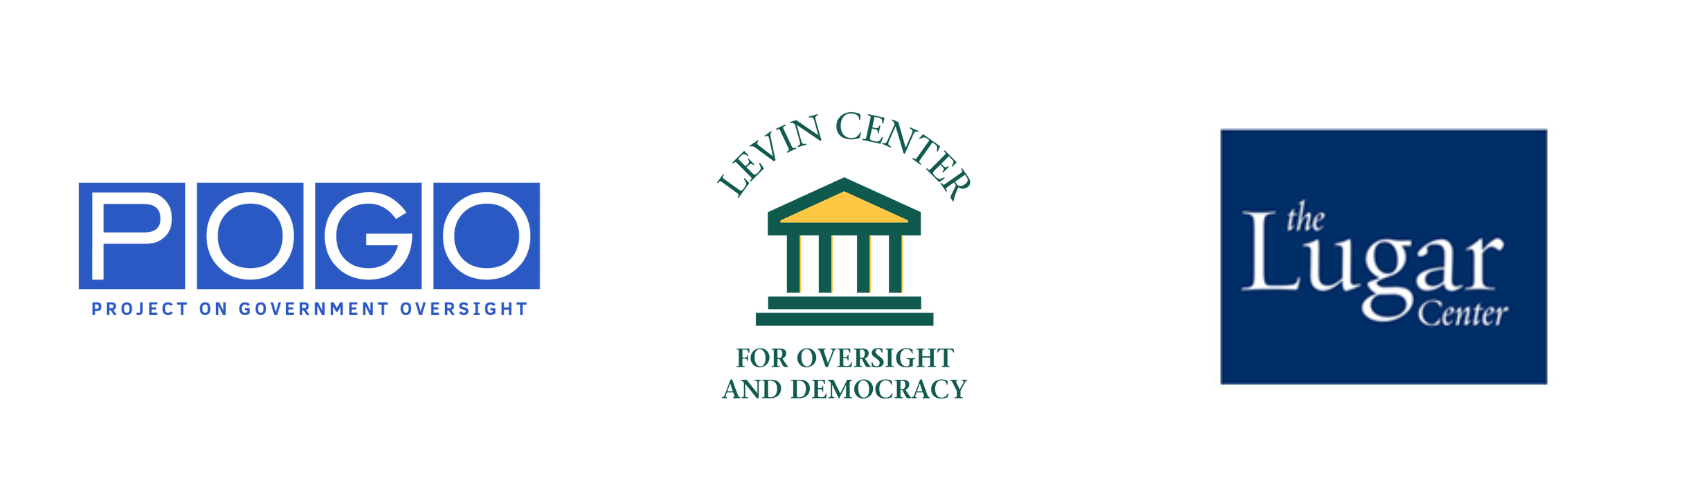 POGO
PROJECT ON GOVERNMENT OVERSIGHT
LEVIN CENTER
FOR OVERSIGHT
AND DEMOCRACY
the
Lugar
Center